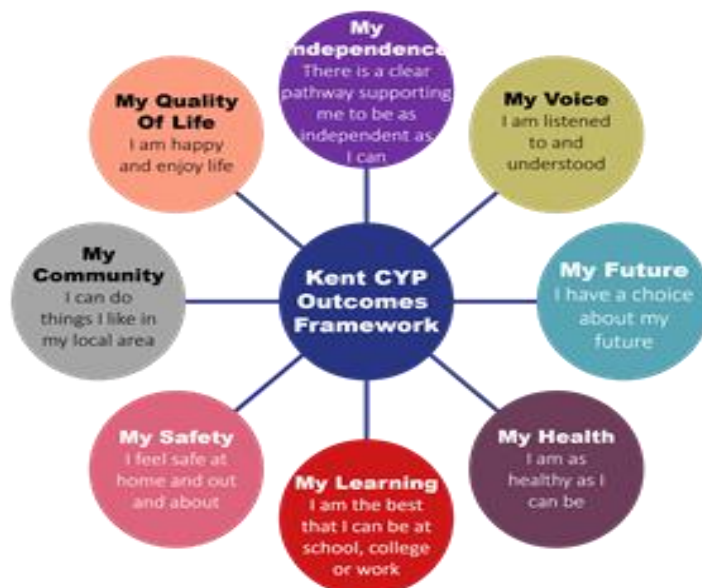 My
Independence
There is a clear
pathway supporting
me to be as
independent as
I can
My Voice
I am listened
to and
understood
My Future
I have a choice
about my
future
My Health
I am as
healthy as I
can be
My Learning
I am the best
that I can be at
school, college
or work
My Safety
I feel safe at
home and out
and about
My
Community
I can do
things I like in
my local area
My Quality
Of Life
I am happy
and enjoy life
Kent CYP
Outcomes
Framework